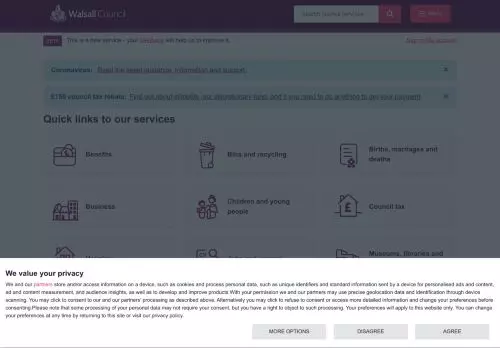 Walsall Council
Search council services
MENU
BETA
This is a new service - your feedback will help us to improve it.
Sign in/My account
Coronavirus: Read the latest guidance, information and support.
×
£150 council tax rebate: Find out about eligibility, our discretionary fund, and if you need to do anything to get your payment.
×
Quick links to our services
Benefits
Bins and recycling
Births, marriages and
deaths
Business
Children and young
people
Council tax
Museums, libraries and
We value your privacy
We and our partners store and/or access information on a device, such as cookies and process personal data, such as unique identifiers and standard information sent by a device for personalised ads and content,
ad and content measurement, and audience insights, as well as to develop and improve products.With your permission we and our partners may use precise geolocation data and identification through device
scanning. You may click to consent to our and our partners' processing as described above. Alternatively you may click to refuse to consent or access more detailed information and change your preferences before
consenting.Please note that some processing of your personal data may not require your consent, but you have a right to object to such processing. Your preferences will apply to this website only. You can change
your preferences at any time by returning to this site or visit our privacy policy.
MORE OPTIONS
DISAGREE
AGREE